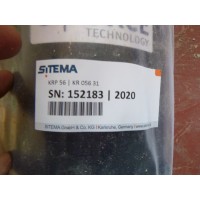 TECHNOLOGY
SITEMA
KRP 56 | KR 056 31
SN: 152183 | 2020
SITEMA GmbH & Co. KG | Karlsruhe, Germany